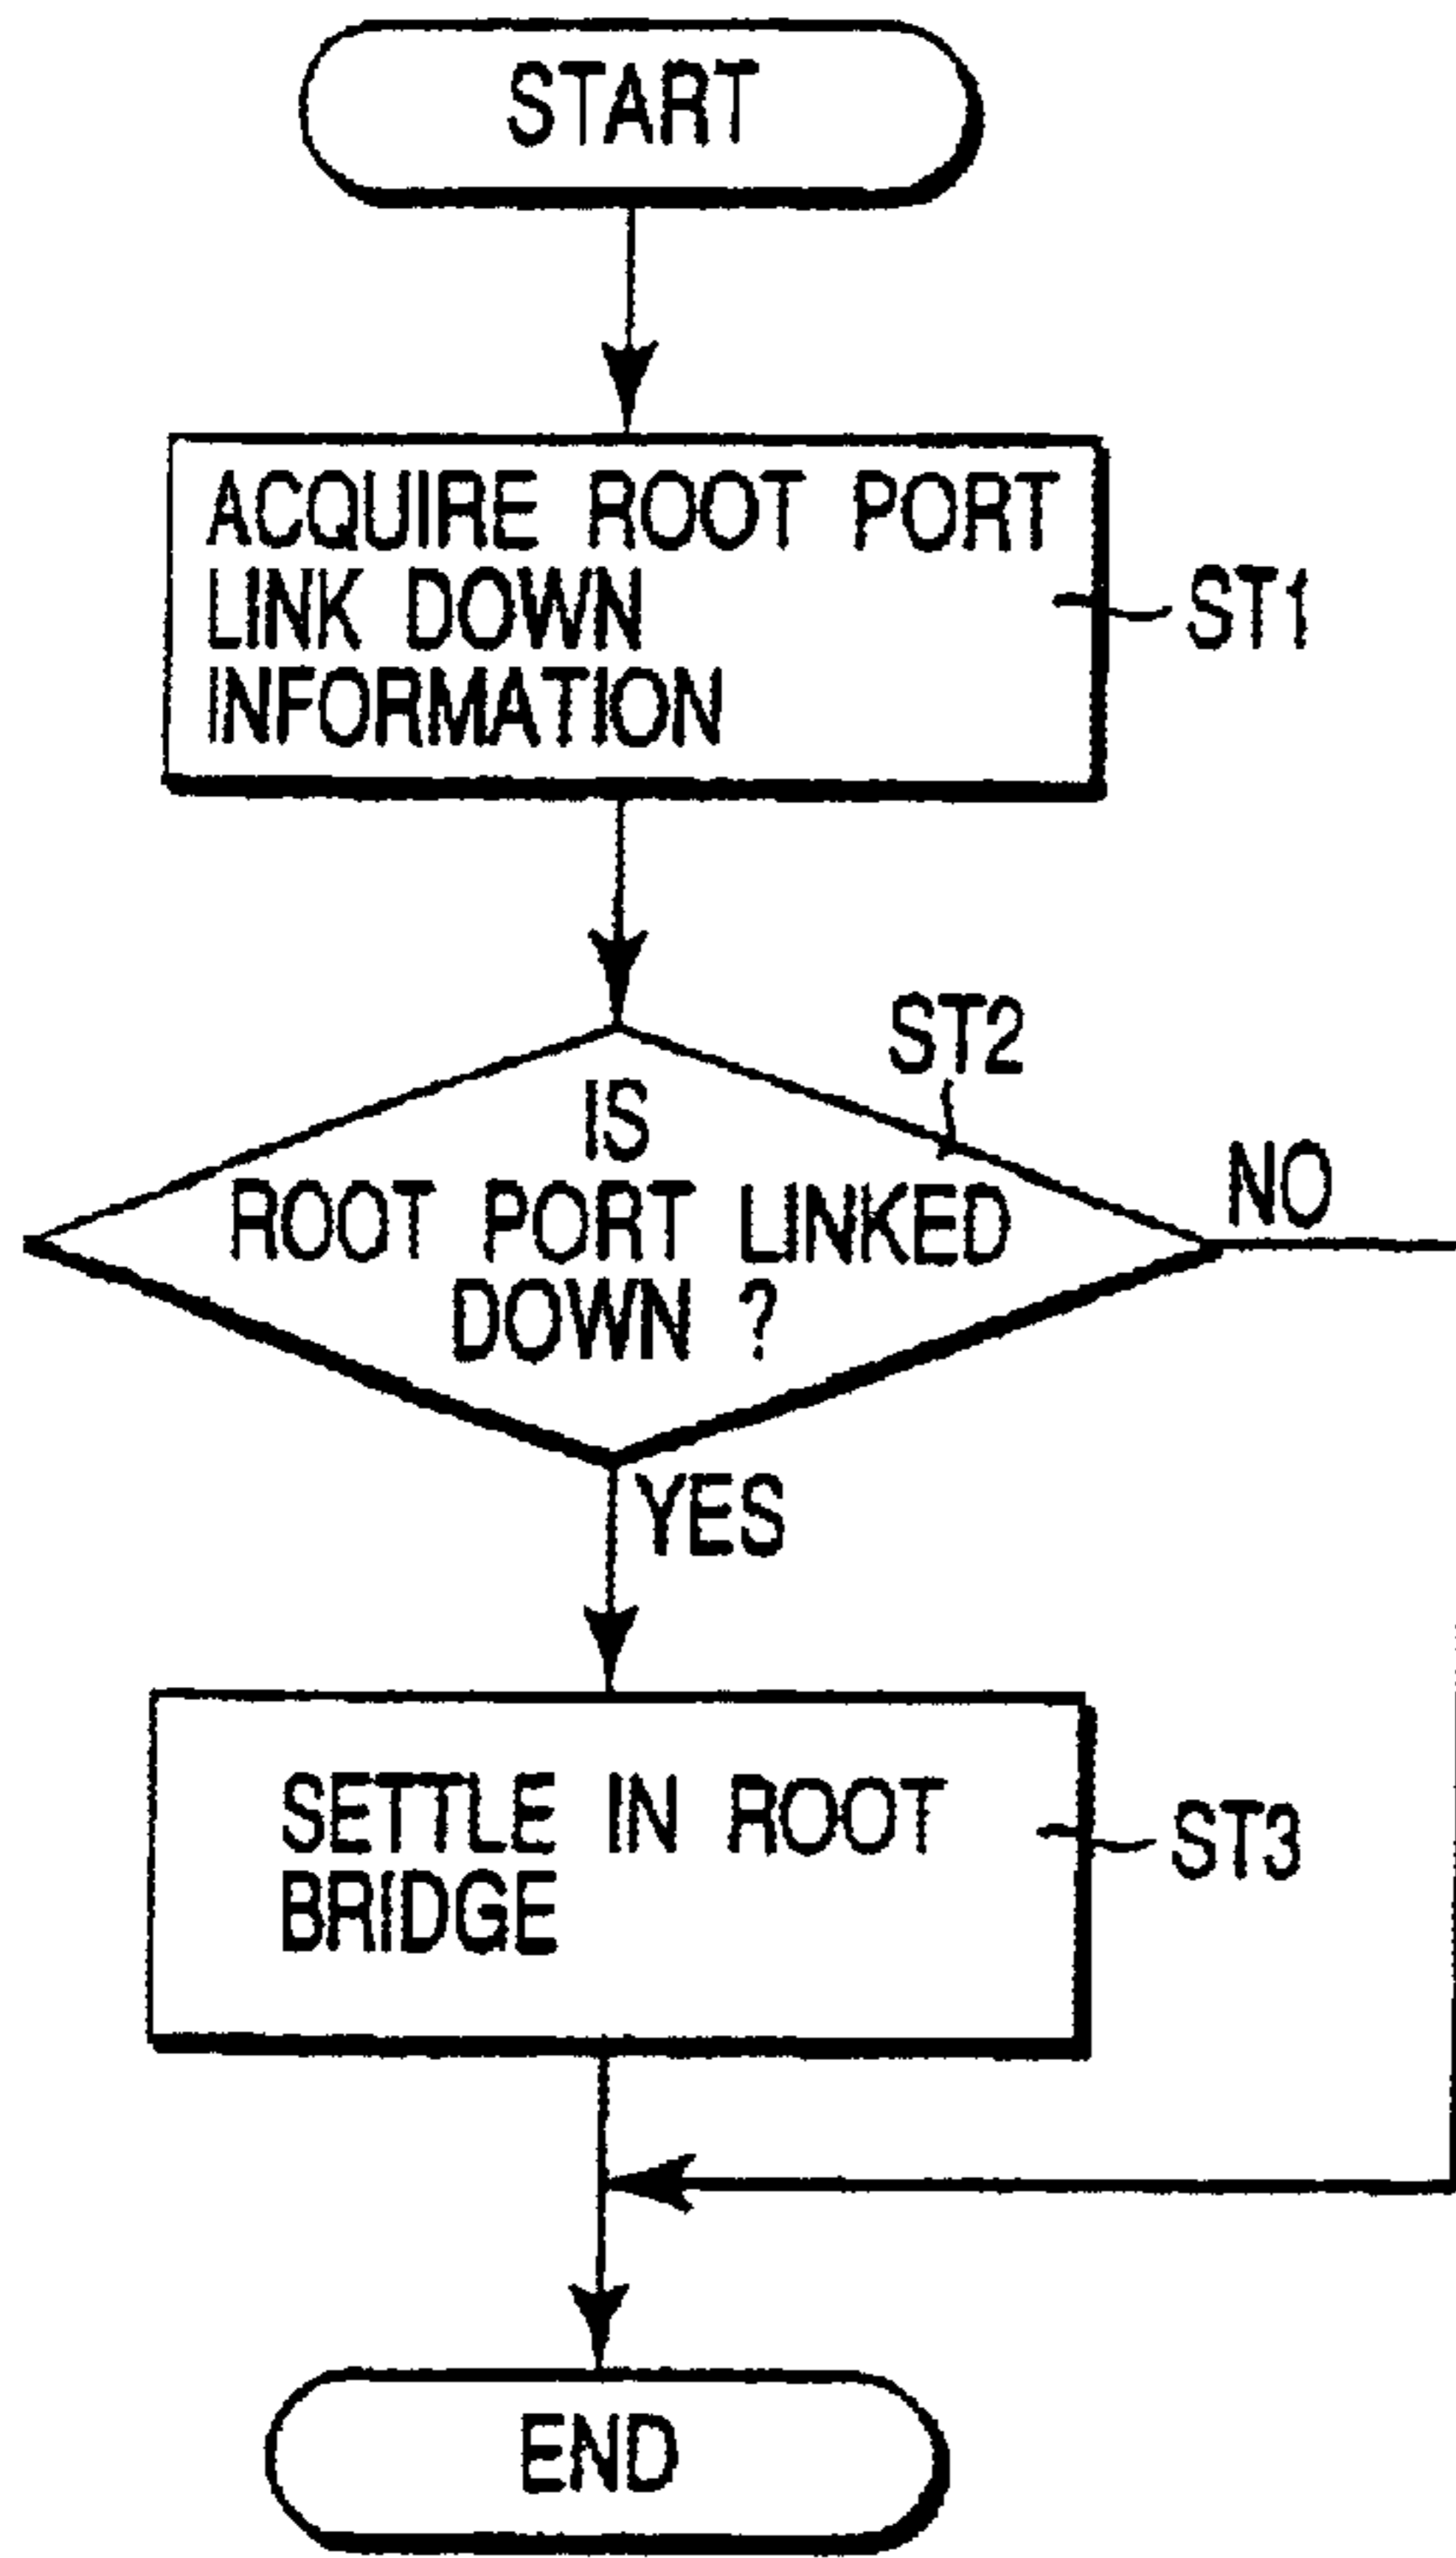 START
ACQUIRE ROOT PORT
LINK DOWN
INFORMATION
ST1
ST2
IS
ROOT PORT LINKED
DOWN ?
NO
YES
SETTLE IN ROOT
BRIDGE
ST3
END